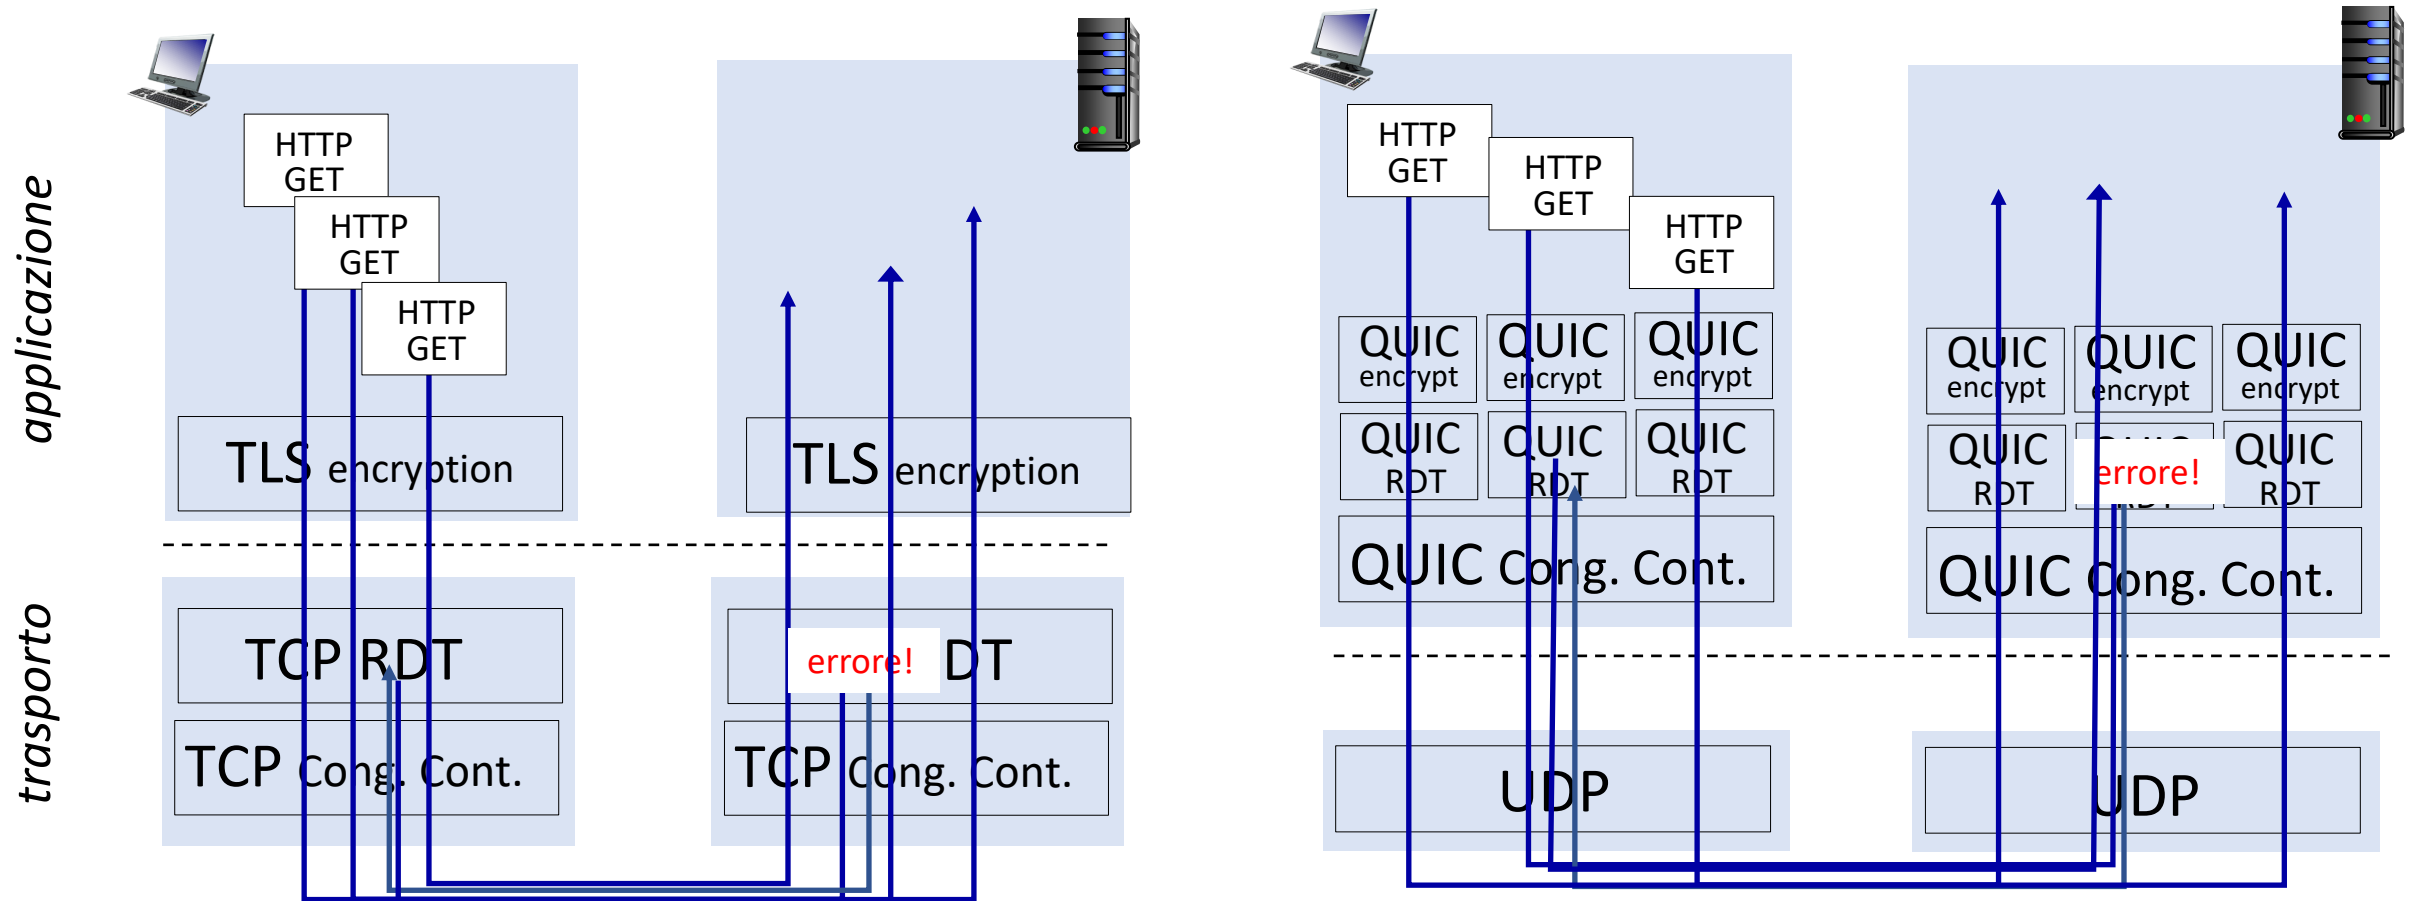 applicazione
trasporto
HTTP
GET
HTTP
GET
HTTP
GET
TLS encryption
TCP RDT
TCP Cong. Cont.
TLS encryption
errore! DT
TCP Cong. Cont.
HTTP
GET
HTTP
GET
HTTP
GET
QUIC
encrypt
QUIC
encrypt
QUIC
encrypt
QUIC
RDT
QUIC
RDT
QUIC
RDT
QUIC Cong. Cont.
UDP
QUIC
encrypt
QUIC
encrypt
QUIC
encrypt
QUIC
RDT
errore!
QUIC
RDT
QUIC Cong. Cont.
UDP